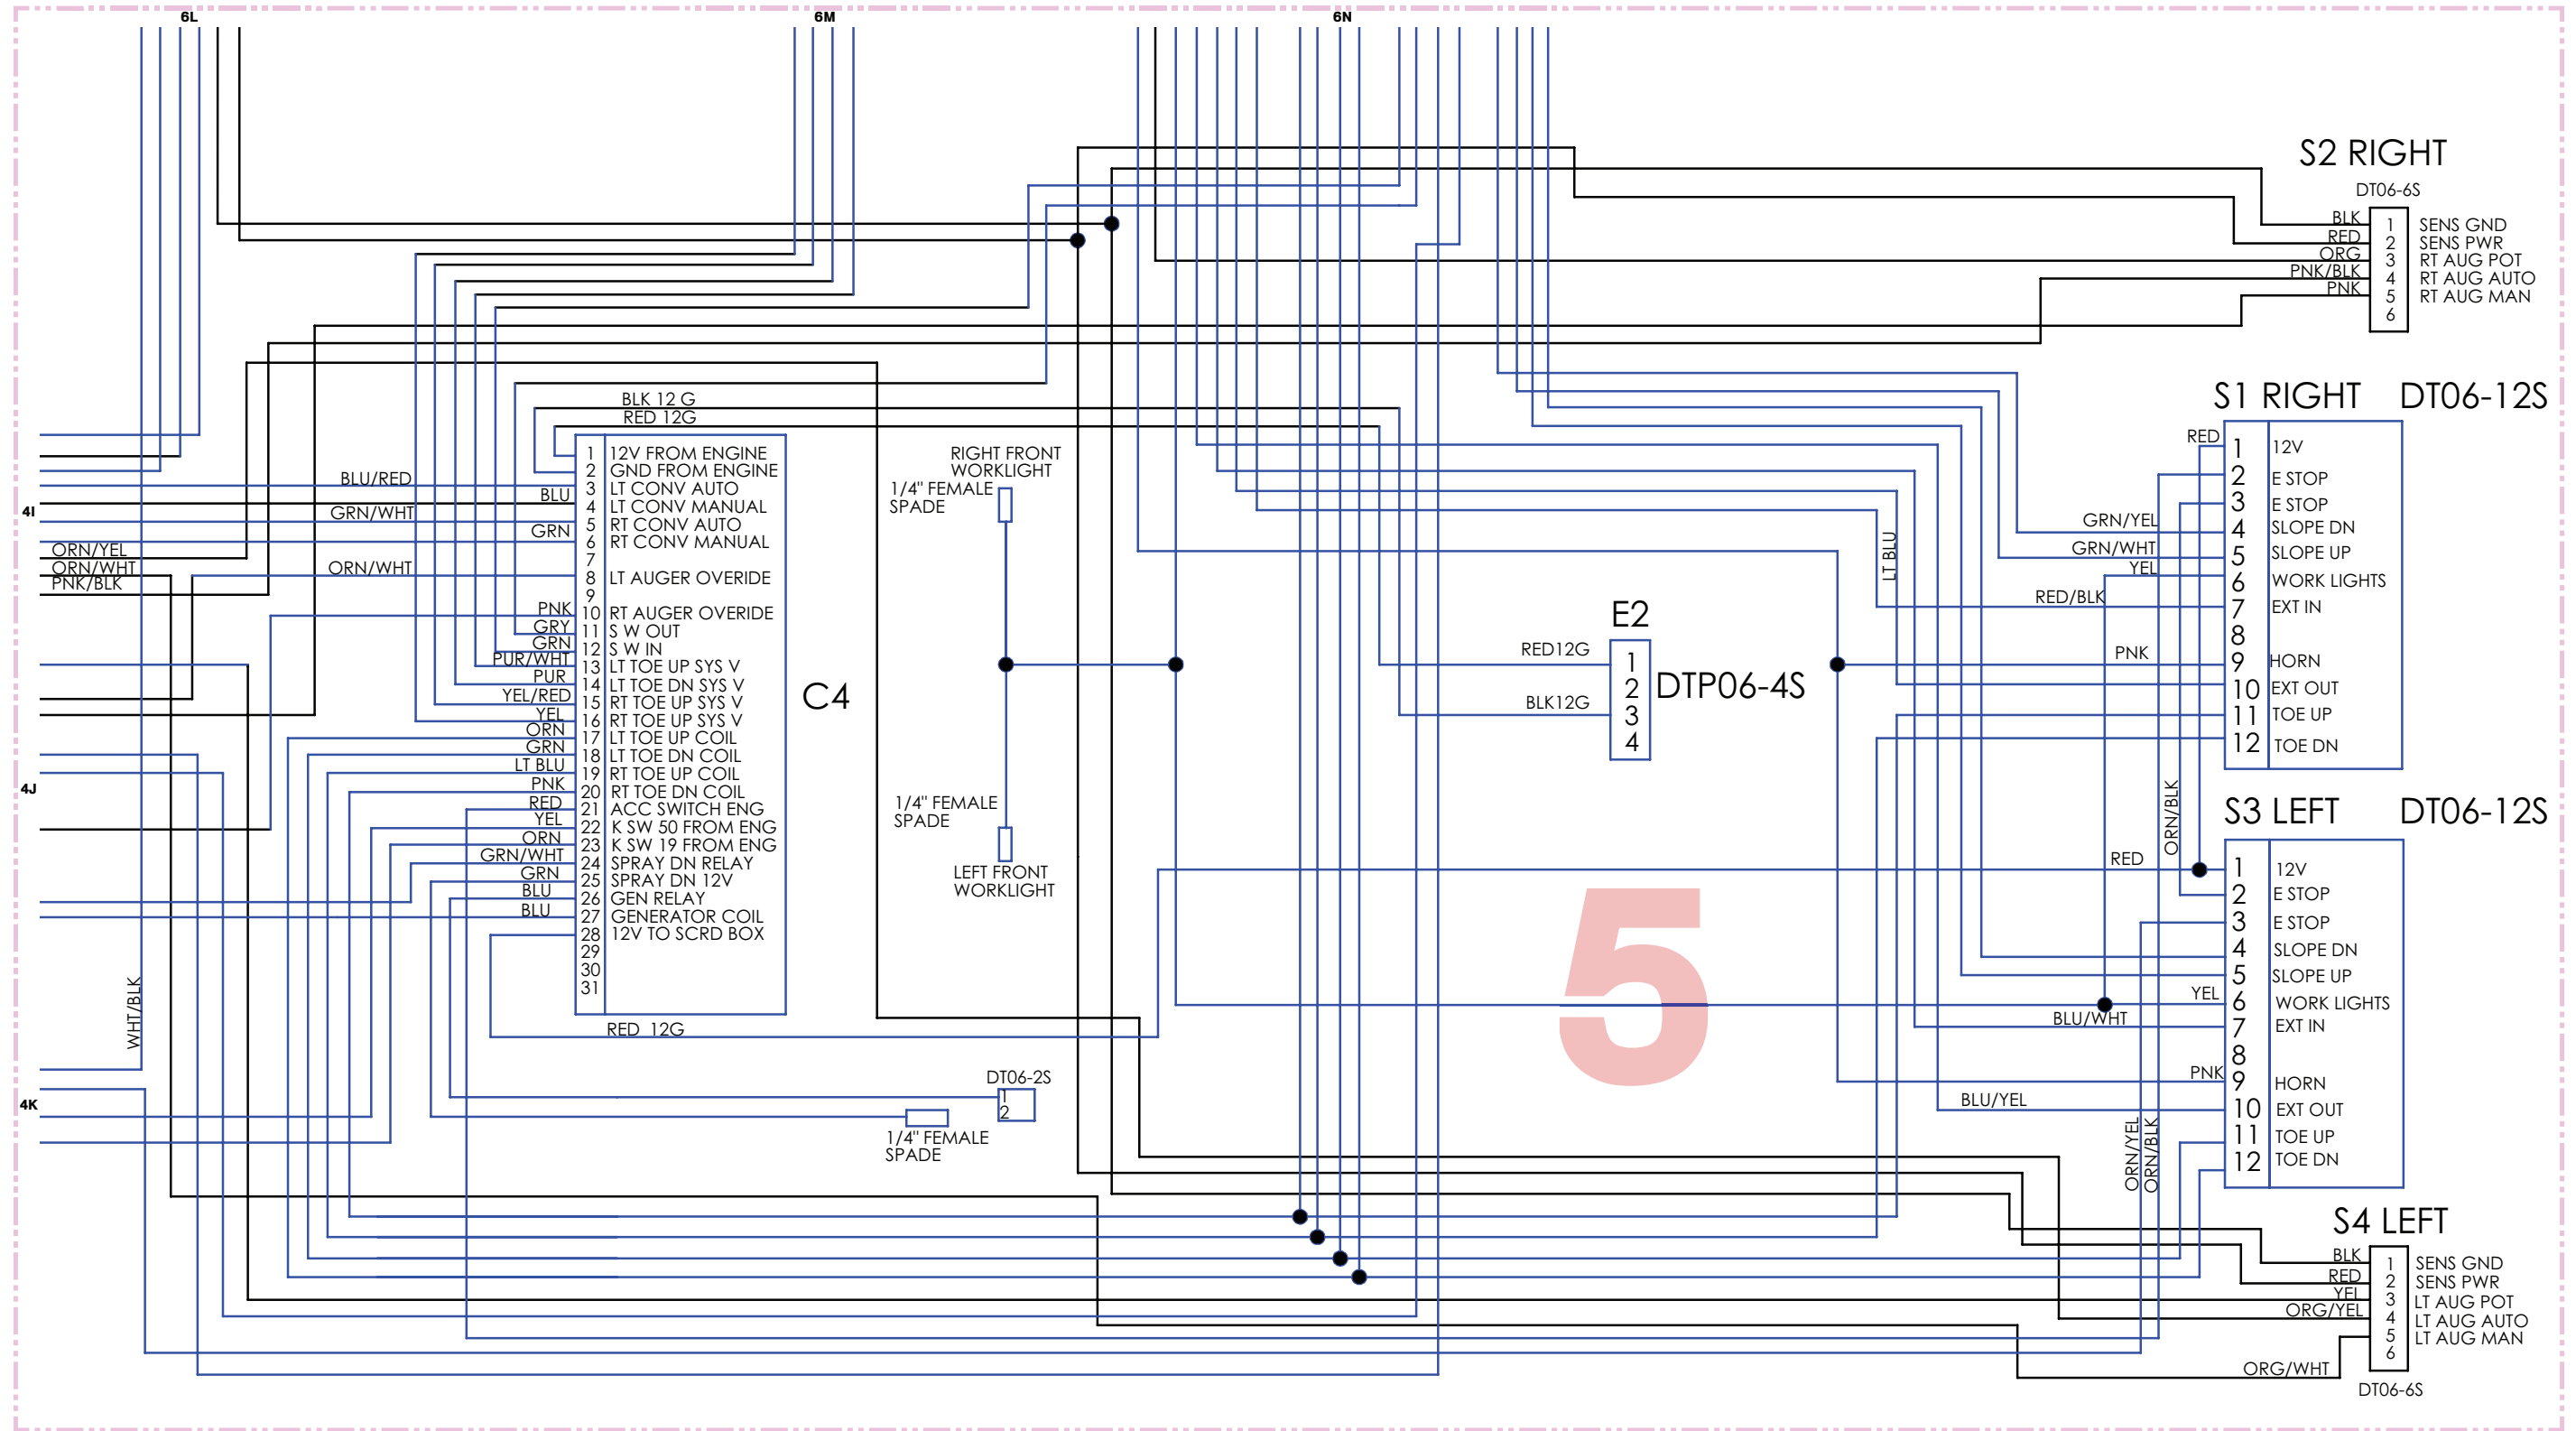 6L
6M
6N
S2 RIGHT
DT06-6S
BLK 1 SENS GND
RED 2 SENS PWR
ORG 3 RT AUG POT
PNK/BLK 4 RT AUG AUTO
PNK 5 RT AUG MAN
6
S1 RIGHT DT06-12S
RED 1 12V
2 E STOP
3 E STOP
GRN/YEL 4 SLOPE DN
GRN/WHT 5 SLOPE UP
YEL 6 WORK LIGHTS
RED/BLK 7 EXT IN
8
PNK 9 HORN
10 EXT OUT
11 TOE UP
12 TOE DN
LT BLU
ORN/BLK
BLK 12 G
RED 12G
1 12V FROM ENGINE
2 GND FROM ENGINE
BLU/RED 3 LT CONV AUTO
BLU 4 LT CONV MANUAL
GRN/WHT 5 RT CONV AUTO
GRN 6 RT CONV MANUAL
7
ORN/WHT 8 LT AUGER OVERIDE
9
PNK 10 RT AUGER OVERIDE
GRY 11 S W OUT
GRN 12 S W IN
PUR/WHT 13 LT TOE UP SYS V
PUR 14 LT TOE DN SYS V
YEL/RED 15 RT TOE UP SYS V
YEL 16 RT TOE UP SYS V
ORN 17 LT TOE UP COIL
GRN 18 LT TOE DN COIL
LT BLU 19 RT TOE UP COIL
PNK 20 RT TOE DN COIL
RED 21 ACC SWITCH ENG
YEL 22 K SW 50 FROM ENG
ORN 23 K SW 19 FROM ENG
GRN/WHT 24 SPRAY DN RELAY
GRN 25 SPRAY DN 12V
BLU 26 GEN RELAY
BLU 27 GENERATOR COIL
28 12V TO SCRD BOX
29
30
31
C4
RED 12G
4I
ORN/YEL
ORN/WHT
PNK/BLK
4J
WHT/BLK
4K
RIGHT FRONT
WORKLIGHT
1/4" FEMALE
SPADE
1/4" FEMALE
SPADE
LEFT FRONT
WORKLIGHT
DT06-2S
1
2
1/4" FEMALE
SPADE
E2
RED12G 1
2
BLK12G 3
4
DTP06-4S
5
S3 LEFT DT06-12S
RED 1 12V
2 E STOP
3 E STOP
4 SLOPE DN
5 SLOPE UP
YEL 6 WORK LIGHTS
BLU/WHT 7 EXT IN
8
PNK 9 HORN
BLU/YEL 10 EXT OUT
11 TOE UP
12 TOE DN
ORN/YEL
ORN/BLK
S4 LEFT
BLK 1 SENS GND
RED 2 SENS PWR
YEL 3 LT AUG POT
ORG/YEL 4 LT AUG AUTO
5 LT AUG MAN
6
ORG/WHT
DT06-6S